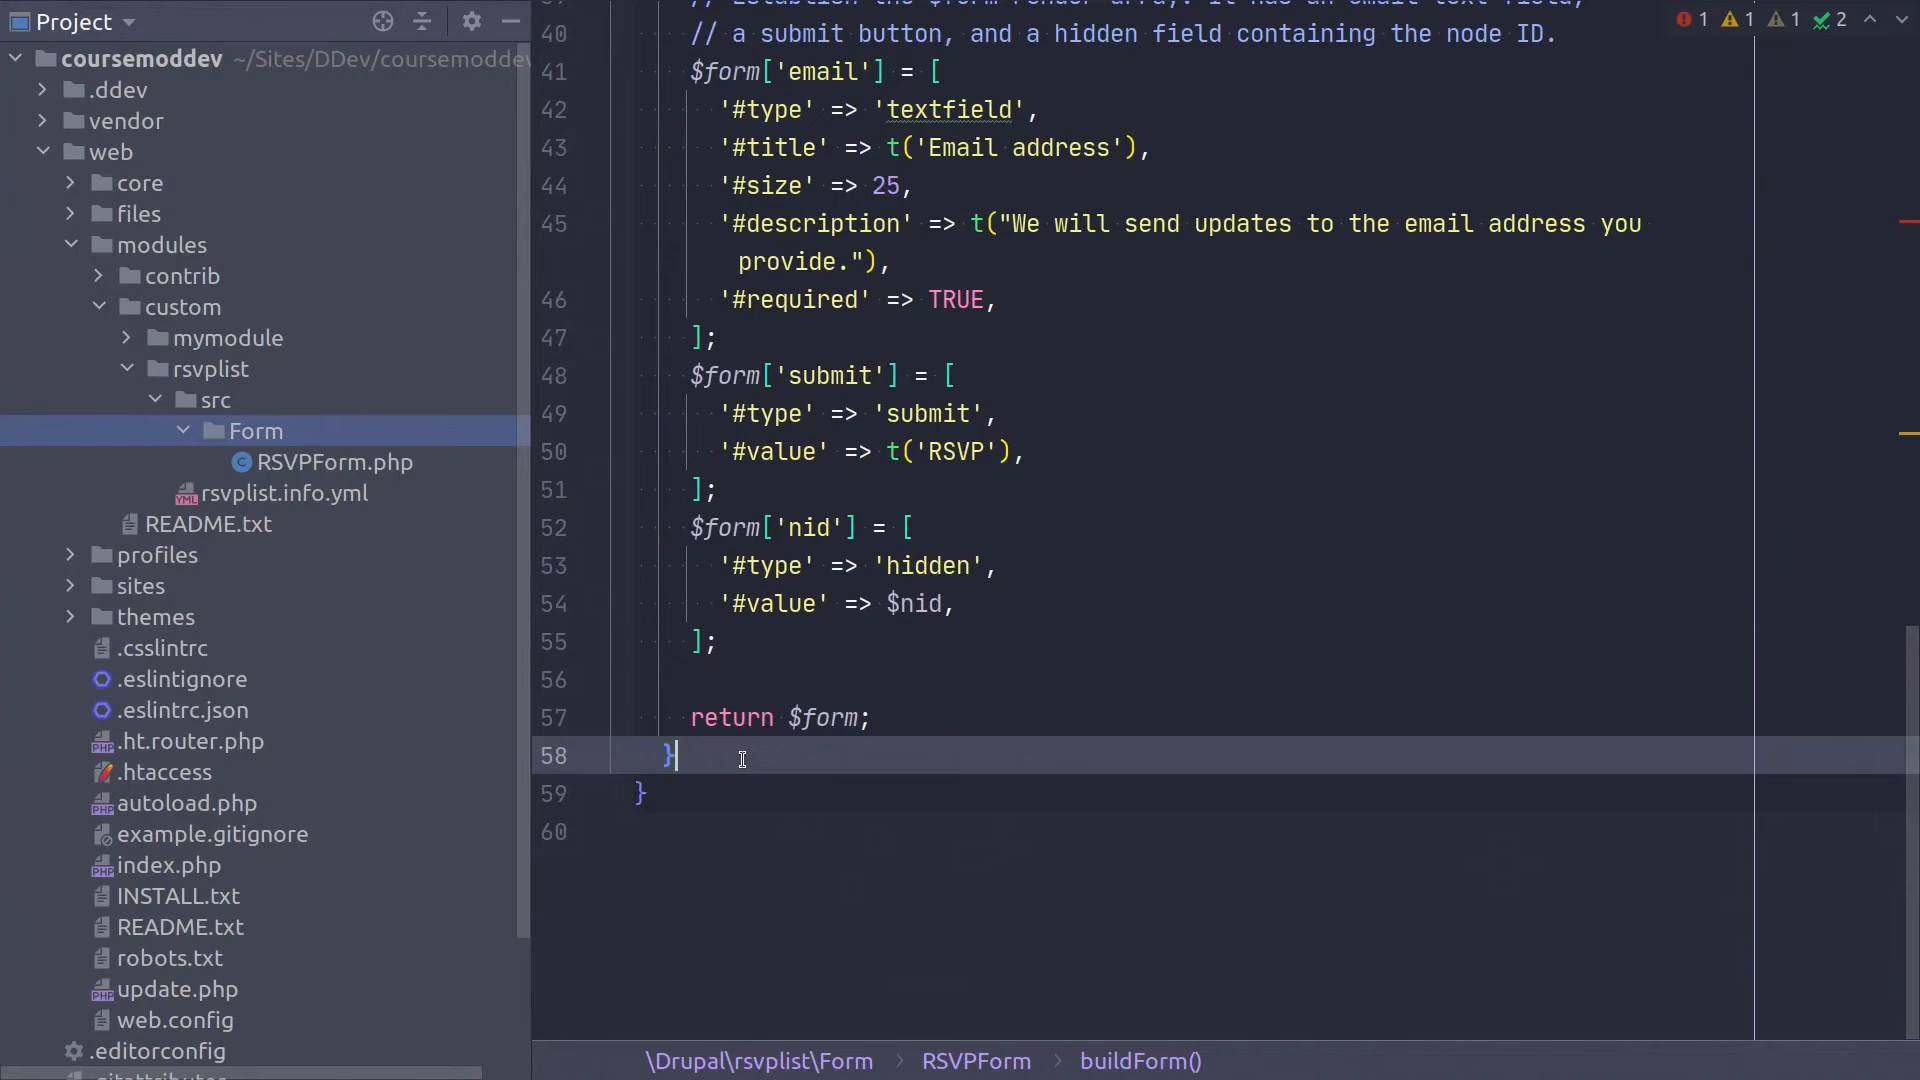 Project
coursemoddev ~/Sites/DDev/coursemoddev
.ddev
vendor
web
core
files
modules
contrib
custom
mymodule
rsvplist
src
Form
RSVPForm.php
rsvplist.info.yml
README.txt
profiles
sites
themes
.csslintrc
.eslintignore
.eslintrc.json
.ht.router.php
.htaccess
autoload.php
example.gitignore
index.php
INSTALL.txt
README.txt
robots.txt
update.php
web.config
.editorconfig
.gitattributes
1 1 1 2
40 // a submit button, and a hidden field containing the node ID.
41 $form['email'] = [
42 '#type' => 'textfield',
43 '#title' => t('Email address'),
44 '#size' => 25,
45 '#description' => t("We will send updates to the email address you
provide."),
46 '#required' => TRUE,
47 ];
48 $form['submit'] = [
49 '#type' => 'submit',
50 '#value' => t('RSVP'),
51 ];
52 $form['nid'] = [
53 '#type' => 'hidden',
54 '#value' => $nid,
55 ];
56
57 return $form;
58 }
59 }
60
\Drupal\rsvplist\Form > RSVPForm > buildForm()